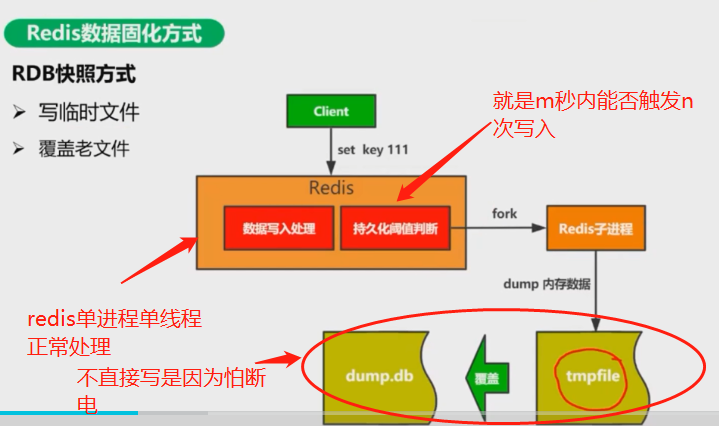 Redis数据固化方式
RDB快照方式
➢ 写临时文件
➢ 覆盖老文件
Client
set key 111
就是m秒内能否触发n
次写入
Redis
数据写入处理
持久化阈值判断
fork
Redis子进程
dump 内存数据
redis单进程单线程
正常处理
不直接写是因为怕断
电
dump.db
覆盖
tmpfile